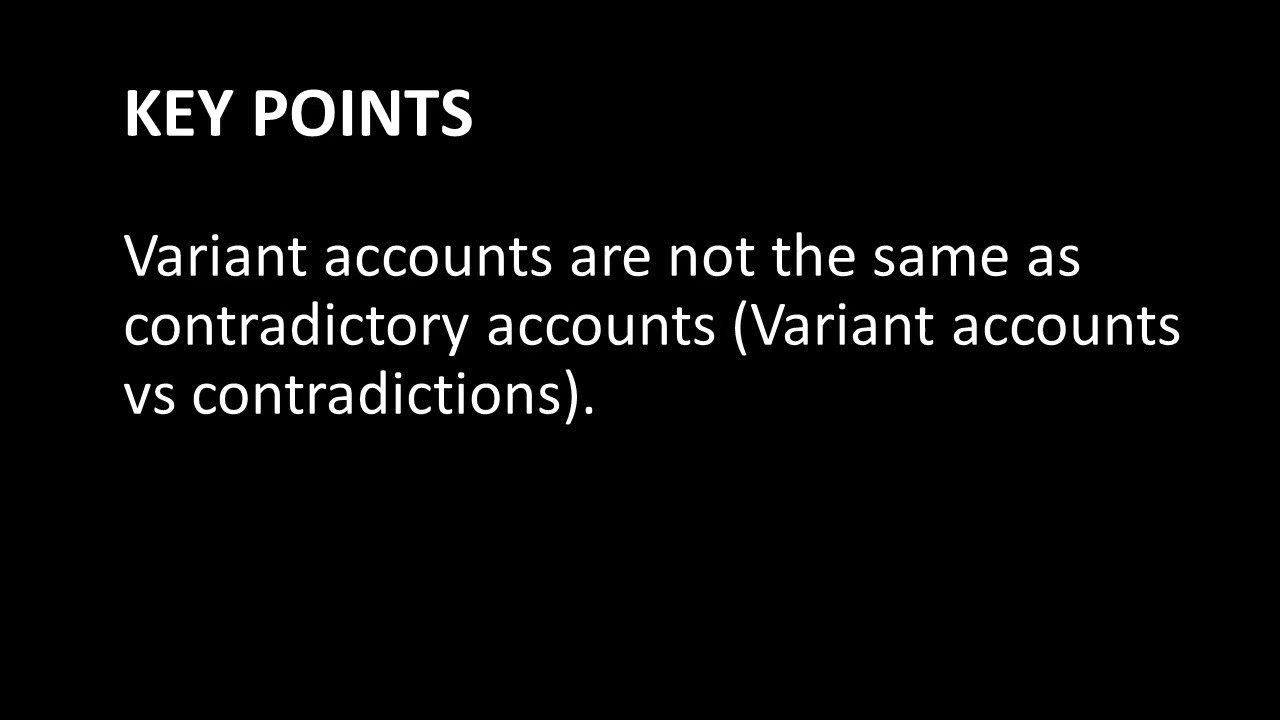 KEY POINTS
Variant accounts are not the same as
contradictory accounts (Variant accounts
vs contradictions).